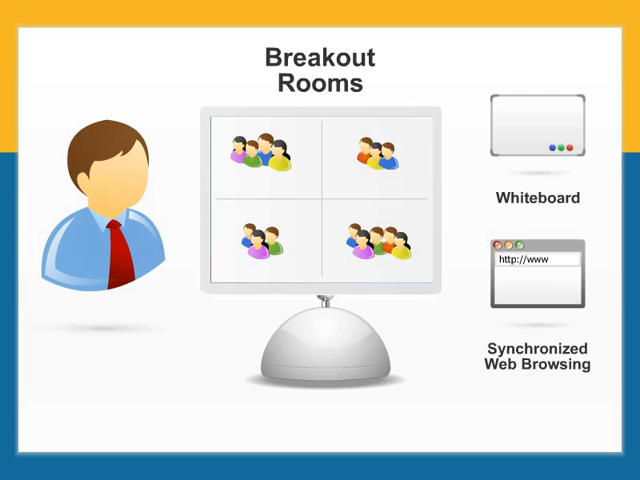 Breakout
Rooms
Whiteboard
http://www
Synchronized
Web Browsing